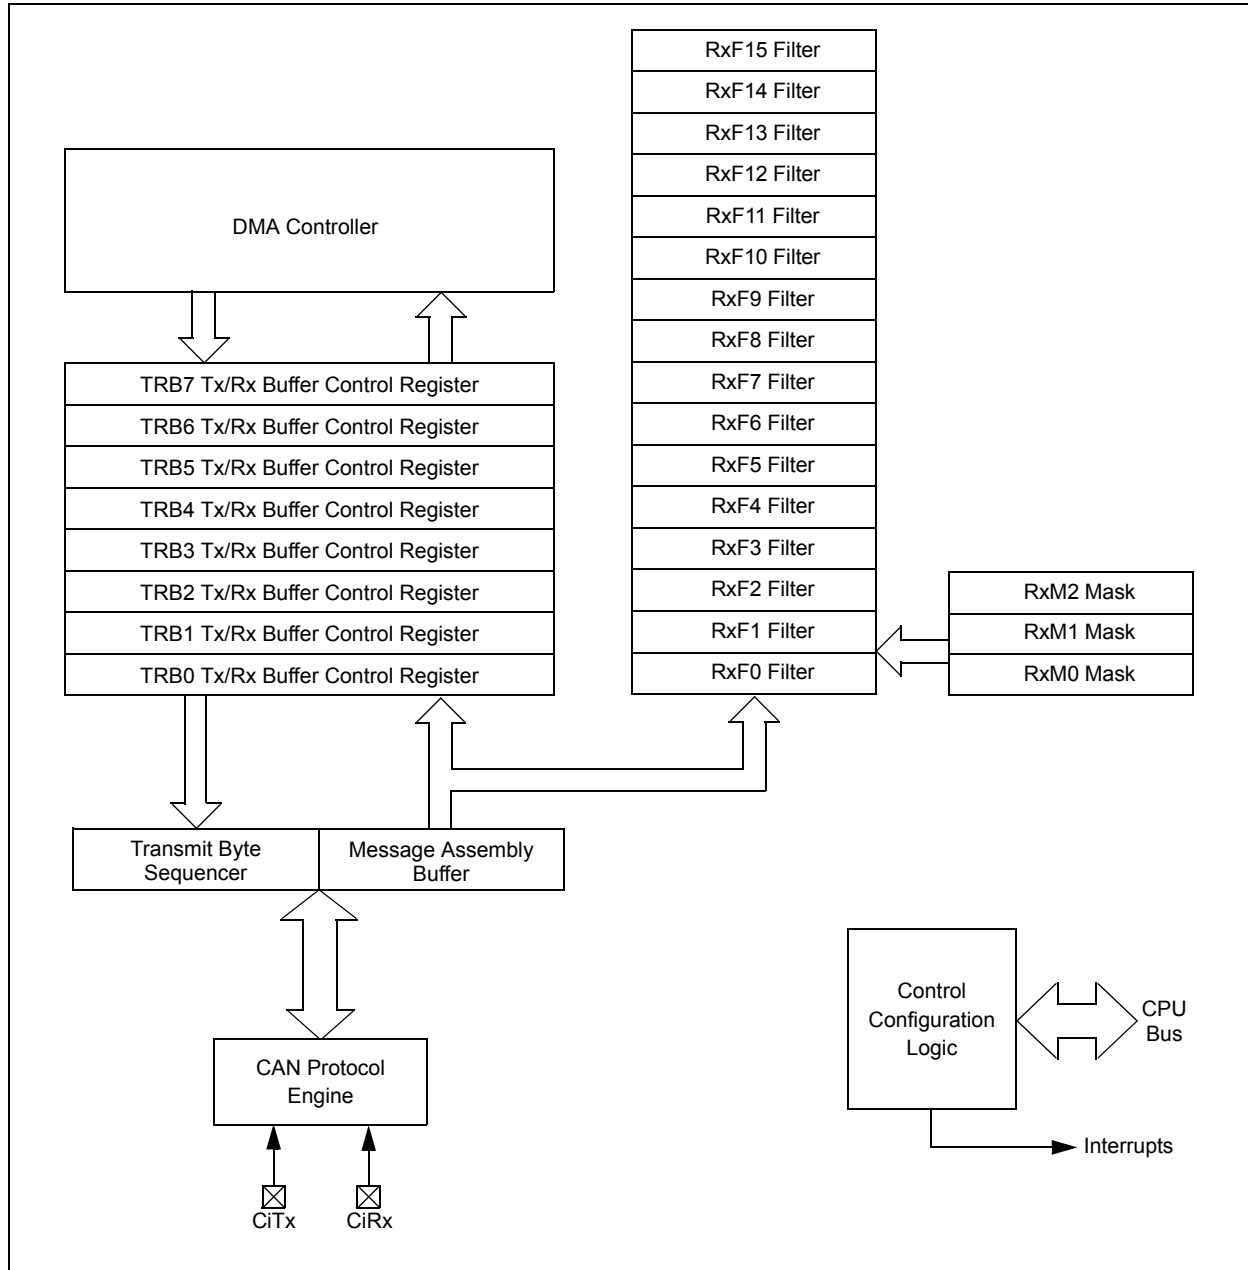 RxF15 Filter
RxF14 Filter
RxF13 Filter
RxF12 Filter
RxF11 Filter
RxF10 Filter
RxF9 Filter
RxF8 Filter
RxF7 Filter
RxF6 Filter
RxF5 Filter
RxF4 Filter
RxF3 Filter
RxF2 Filter
RxF1 Filter
RxF0 Filter
DMA Controller
TRB7 Tx/Rx Buffer Control Register
TRB6 Tx/Rx Buffer Control Register
TRB5 Tx/Rx Buffer Control Register
TRB4 Tx/Rx Buffer Control Register
TRB3 Tx/Rx Buffer Control Register
TRB2 Tx/Rx Buffer Control Register
TRB1 Tx/Rx Buffer Control Register
TRB0 Tx/Rx Buffer Control Register
RxM2 Mask
RxM1 Mask
RxM0 Mask
Transmit Byte
Sequencer
Message Assembly
Buffer
CAN Protocol
Engine
CiTx
CiRx
Control
Configuration
Logic
CPU
Bus
Interrupts